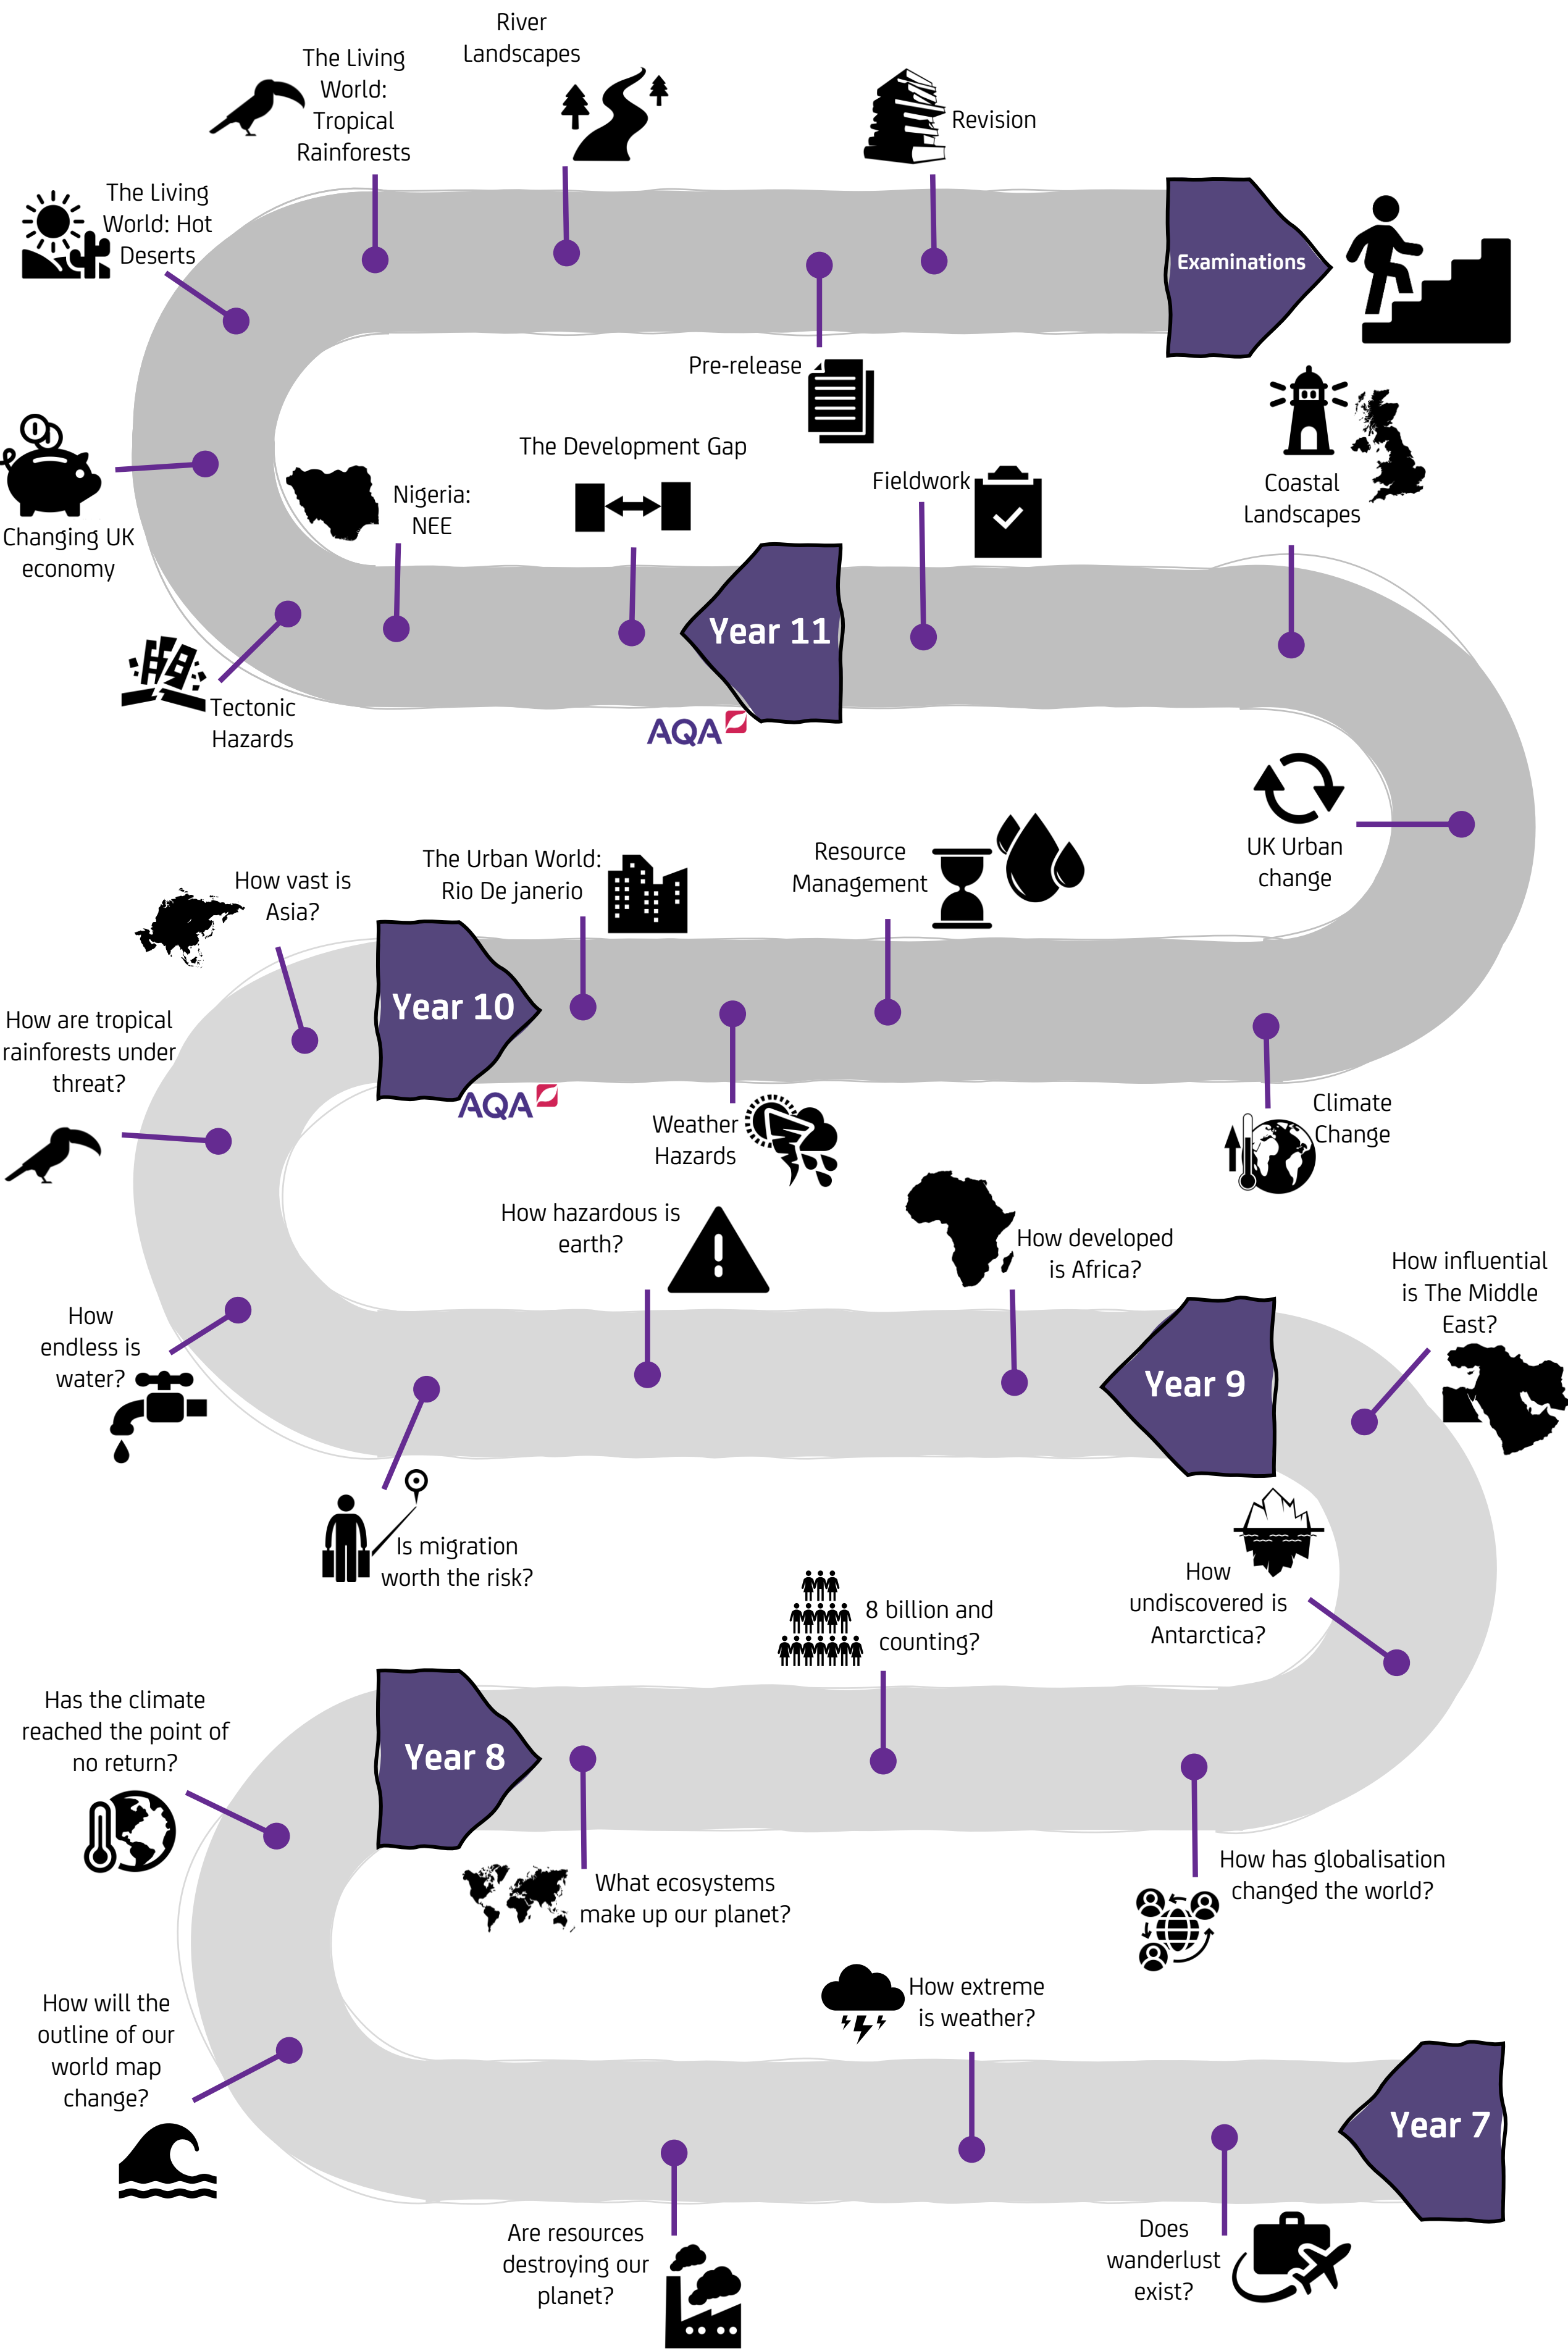 River
Landscapes
The Living
World:
Tropical
Rainforests
Revision
The Living
World: Hot
Deserts
Examinations
Pre-release
The Development Gap
Fieldwork
Coastal
Landscapes
Nigeria:
NEE
Changing UK
economy
Year 11
Tectonic
Hazards
AQA
UK Urban
change
The Urban World:
Rio De janerio
Resource
Management
How vast is
Asia?
Year 10
How are tropical
rainforests under
threat?
AQA
Weather
Hazards
Climate
Change
How hazardous is
earth?
How developed
is Africa?
How influential
is The Middle
East?
How
endless is
water?
Year 9
Is migration
worth the risk?
How
undiscovered is
Antarctica?
8 billion and
counting?
Has the climate
reached the point of
no return?
Year 8
What ecosystems
make up our planet?
How has globalisation
changed the world?
How extreme
is weather?
How will the
outline of our
world map
change?
Year 7
Are resources
destroying our
planet?
Does
wanderlust
exist?